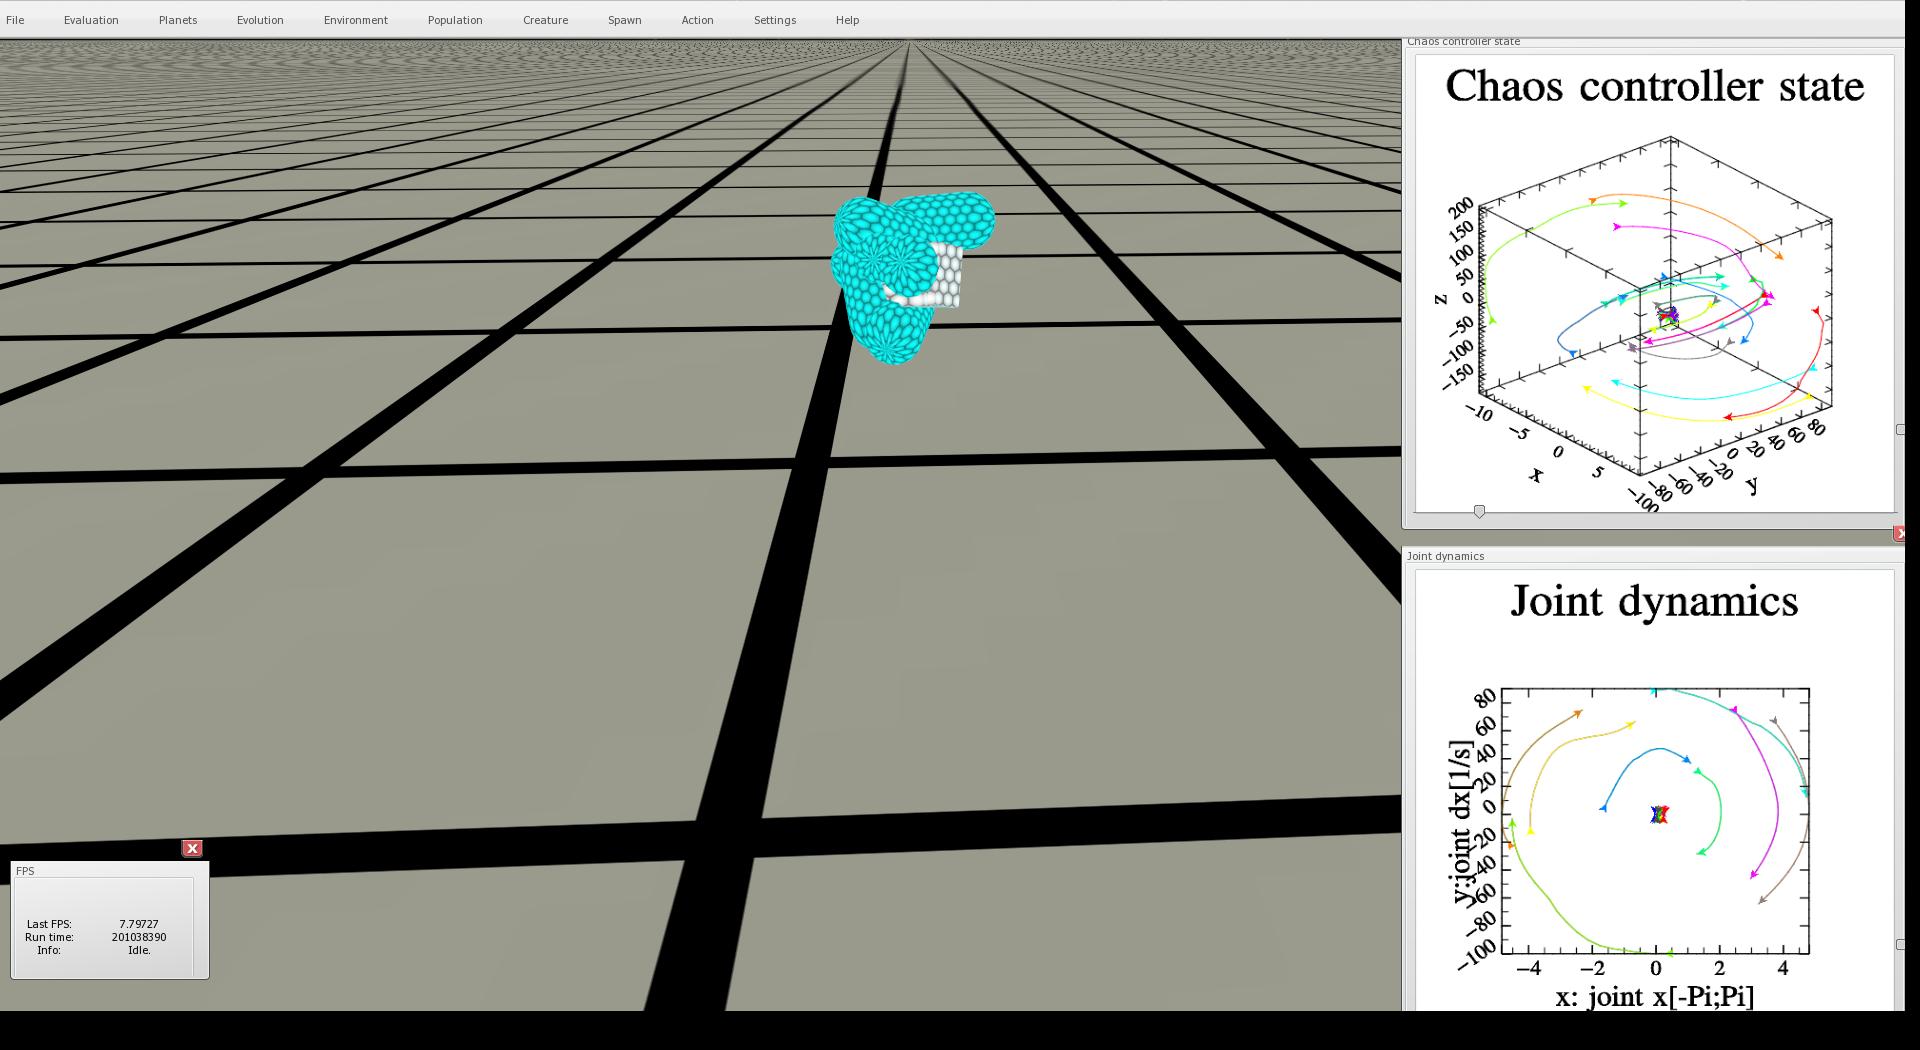 File Evaluation Planets Evolution Environment Population Creature Spawn Action Settings Help
Chaos controller state
Chaos controller state
200
150
100
50
0
−50
−100
−150
z
−10
−5
0
5
x
−100
−80
−60
−40
−20
0
20
40
60
80
y
Joint dynamics
Joint dynamics
80
60
40
20
0
−20
−40
−60
−80
−100
y:joint dx[1/s]
−4 −2 0 2 4
x: joint x[-Pi;Pi]
FPS
Last FPS: 7.79727
Run time: 201038390
Info: Idle.